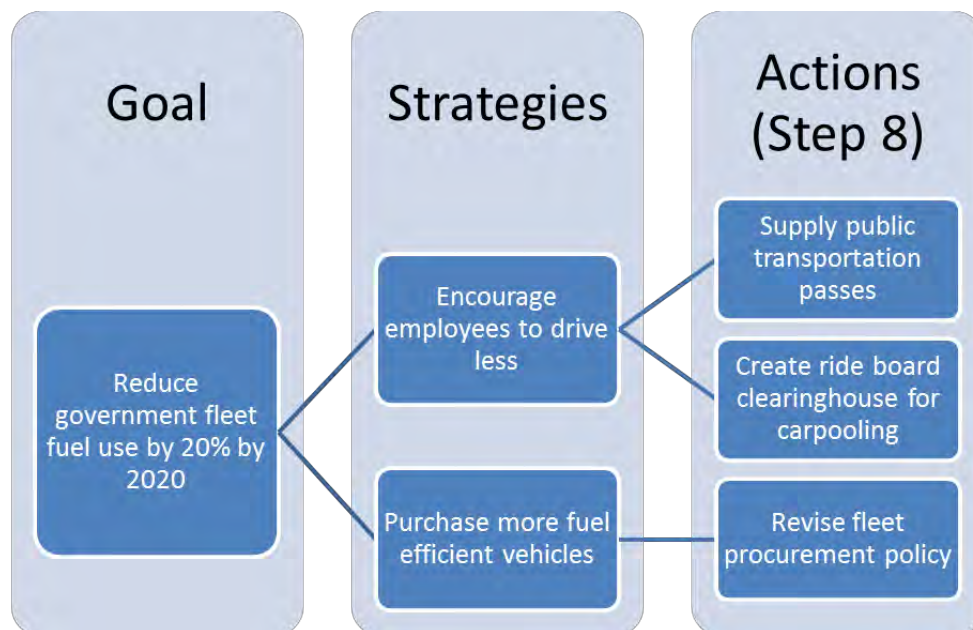 Goal
Reduce
government fleet
fuel use by 20% by
2020
Strategies
Encourage
employees to drive
less
Purchase more fuel
efficient vehicles
Actions
(Step 8)
Supply public
transportation
passes
Create ride board
clearinghouse for
carpooling
Revise fleet
procurement policy